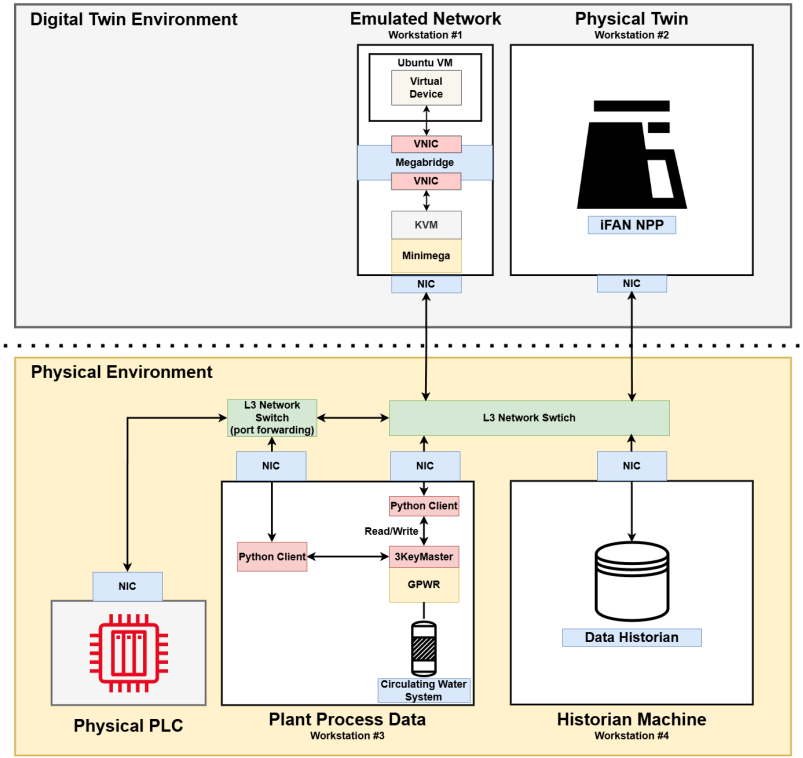 Digital Twin Environment
Emulated Network
Workstation #1
Physical Twin
Workstation #2
Ubuntu VM
Virtual
Device
VNIC
Megabridge
VNIC
KVM
Minimega
NIC
iFAN NPP
NIC
Physical Environment
L3 Network
Switch
(port forwarding)
L3 Network Swtich
NIC
NIC
NIC
Python Client
Read/Write
Python Client
3KeyMaster
GPWR
Circulating Water
System
NIC
Data Historian
Physical PLC
Plant Process Data
Workstation #3
Historian Machine
Workstation #4